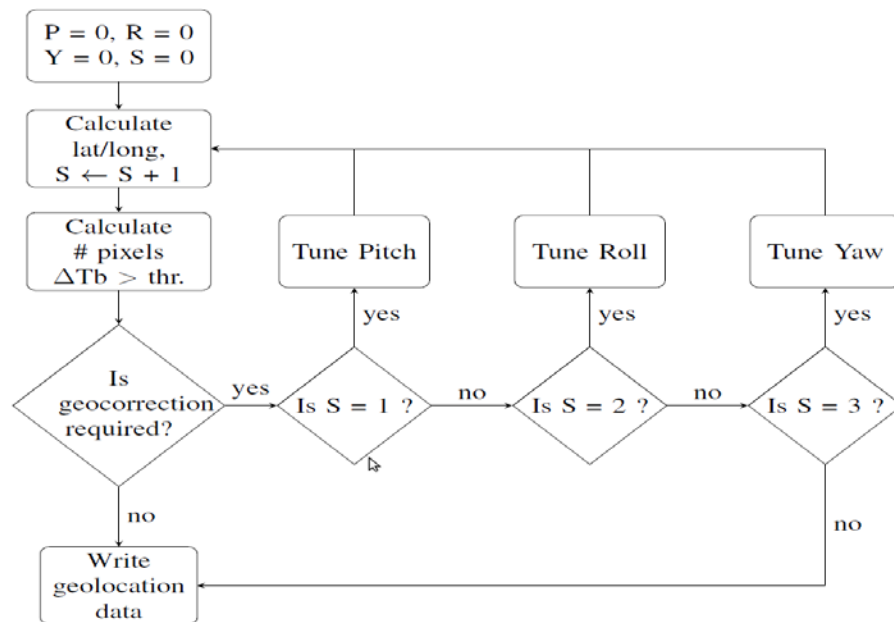 P = 0, R = 0
Y = 0, S = 0
Calculate
lat/long,
S ← S + 1
Calculate
# pixels
ΔTb > thr.
Tune Pitch
Tune Roll
Tune Yaw
yes
yes
yes
Is
geocorrection
required?
yes
Is S = 1 ?
no
Is S = 2 ?
no
Is S = 3 ?
no
no
Write
geolocation
data